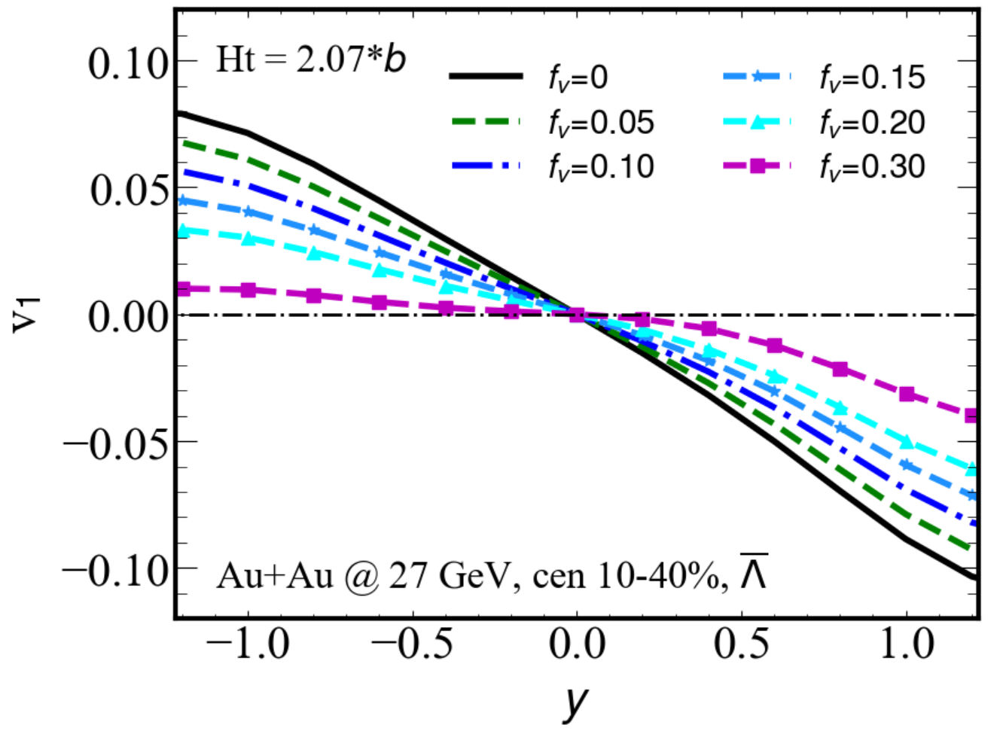 Ht = 2.07*b
f_v=0
f_v=0.05
f_v=0.10
f_v=0.15
f_v=0.20
f_v=0.30
0.10
0.05
0.00
−0.05
−0.10
v₁
Au+Au @ 27 GeV, cen 10-40%, Λ̅
−1.0 −0.5 0.0 0.5 1.0
y